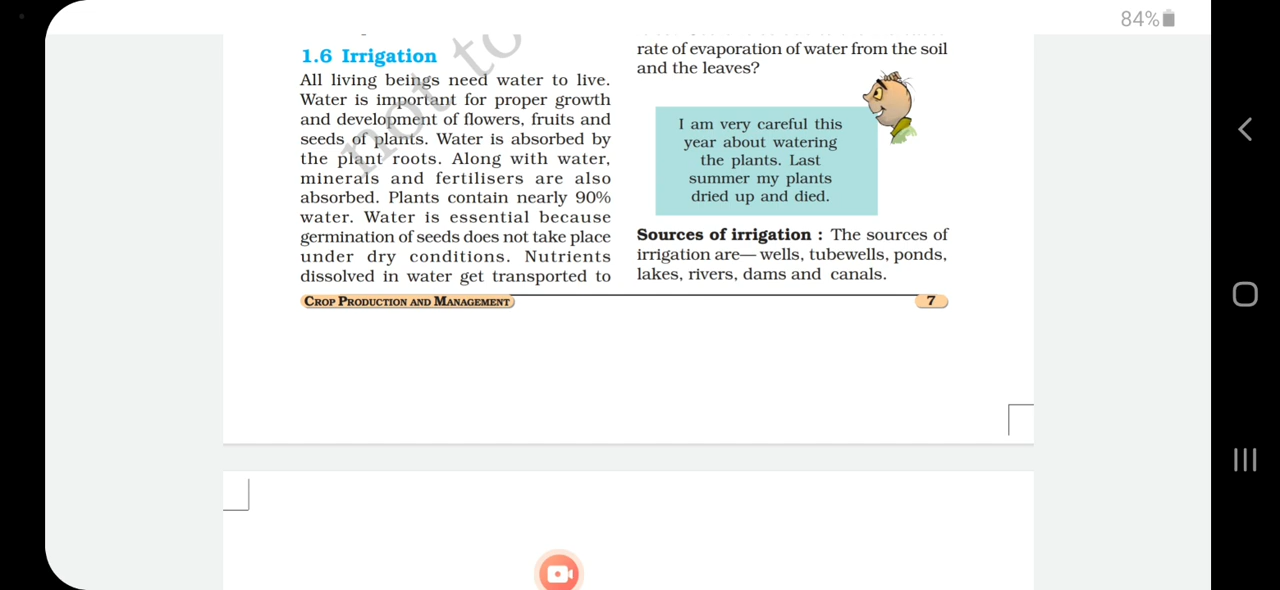 84%
1.6 Irrigation
All living beings need water to live.
Water is important for proper growth
and development of flowers, fruits and
seeds of plants. Water is absorbed by
the plant roots. Along with water,
minerals and fertilisers are also
absorbed. Plants contain nearly 90%
water. Water is essential because
germination of seeds does not take place
under dry conditions. Nutrients
dissolved in water get transported to
not to
rate of evaporation of water from the soil
and the leaves?
I am very careful this
year about watering
the plants. Last
summer my plants
dried up and died.
Sources of irrigation : The sources of
irrigation are— wells, tubewells, ponds,
lakes, rivers, dams and canals.
CROP PRODUCTION AND MANAGEMENT
7